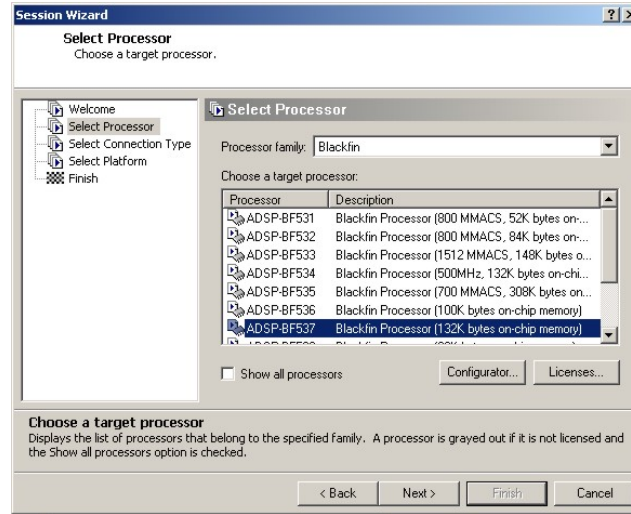 Session Wizard
Select Processor
Choose a target processor.
Welcome
Select Processor
Select Connection Type
Select Platform
Finish
Select Processor
Processor family: Blackfin
Choose a target processor:
Processor Description
ADSP-BF531 Blackfin Processor (800 MMACS, 52K bytes on-...
ADSP-BF532 Blackfin Processor (800 MMACS, 84K bytes on-...
ADSP-BF533 Blackfin Processor (1512 MMACS, 148K bytes o...
ADSP-BF534 Blackfin Processor (500MHz, 132K bytes on-chi...
ADSP-BF535 Blackfin Processor (700 MMACS, 308K bytes on...
ADSP-BF536 Blackfin Processor (100K bytes on-chip memory)
ADSP-BF537 Blackfin Processor (132K bytes on-chip memory)
Show all processors
Configurator... Licenses...
Choose a target processor
Displays the list of processors that belong to the specified family. A processor is grayed out if it is not licensed and
the Show all processors option is checked.
< Back Next > Finish Cancel